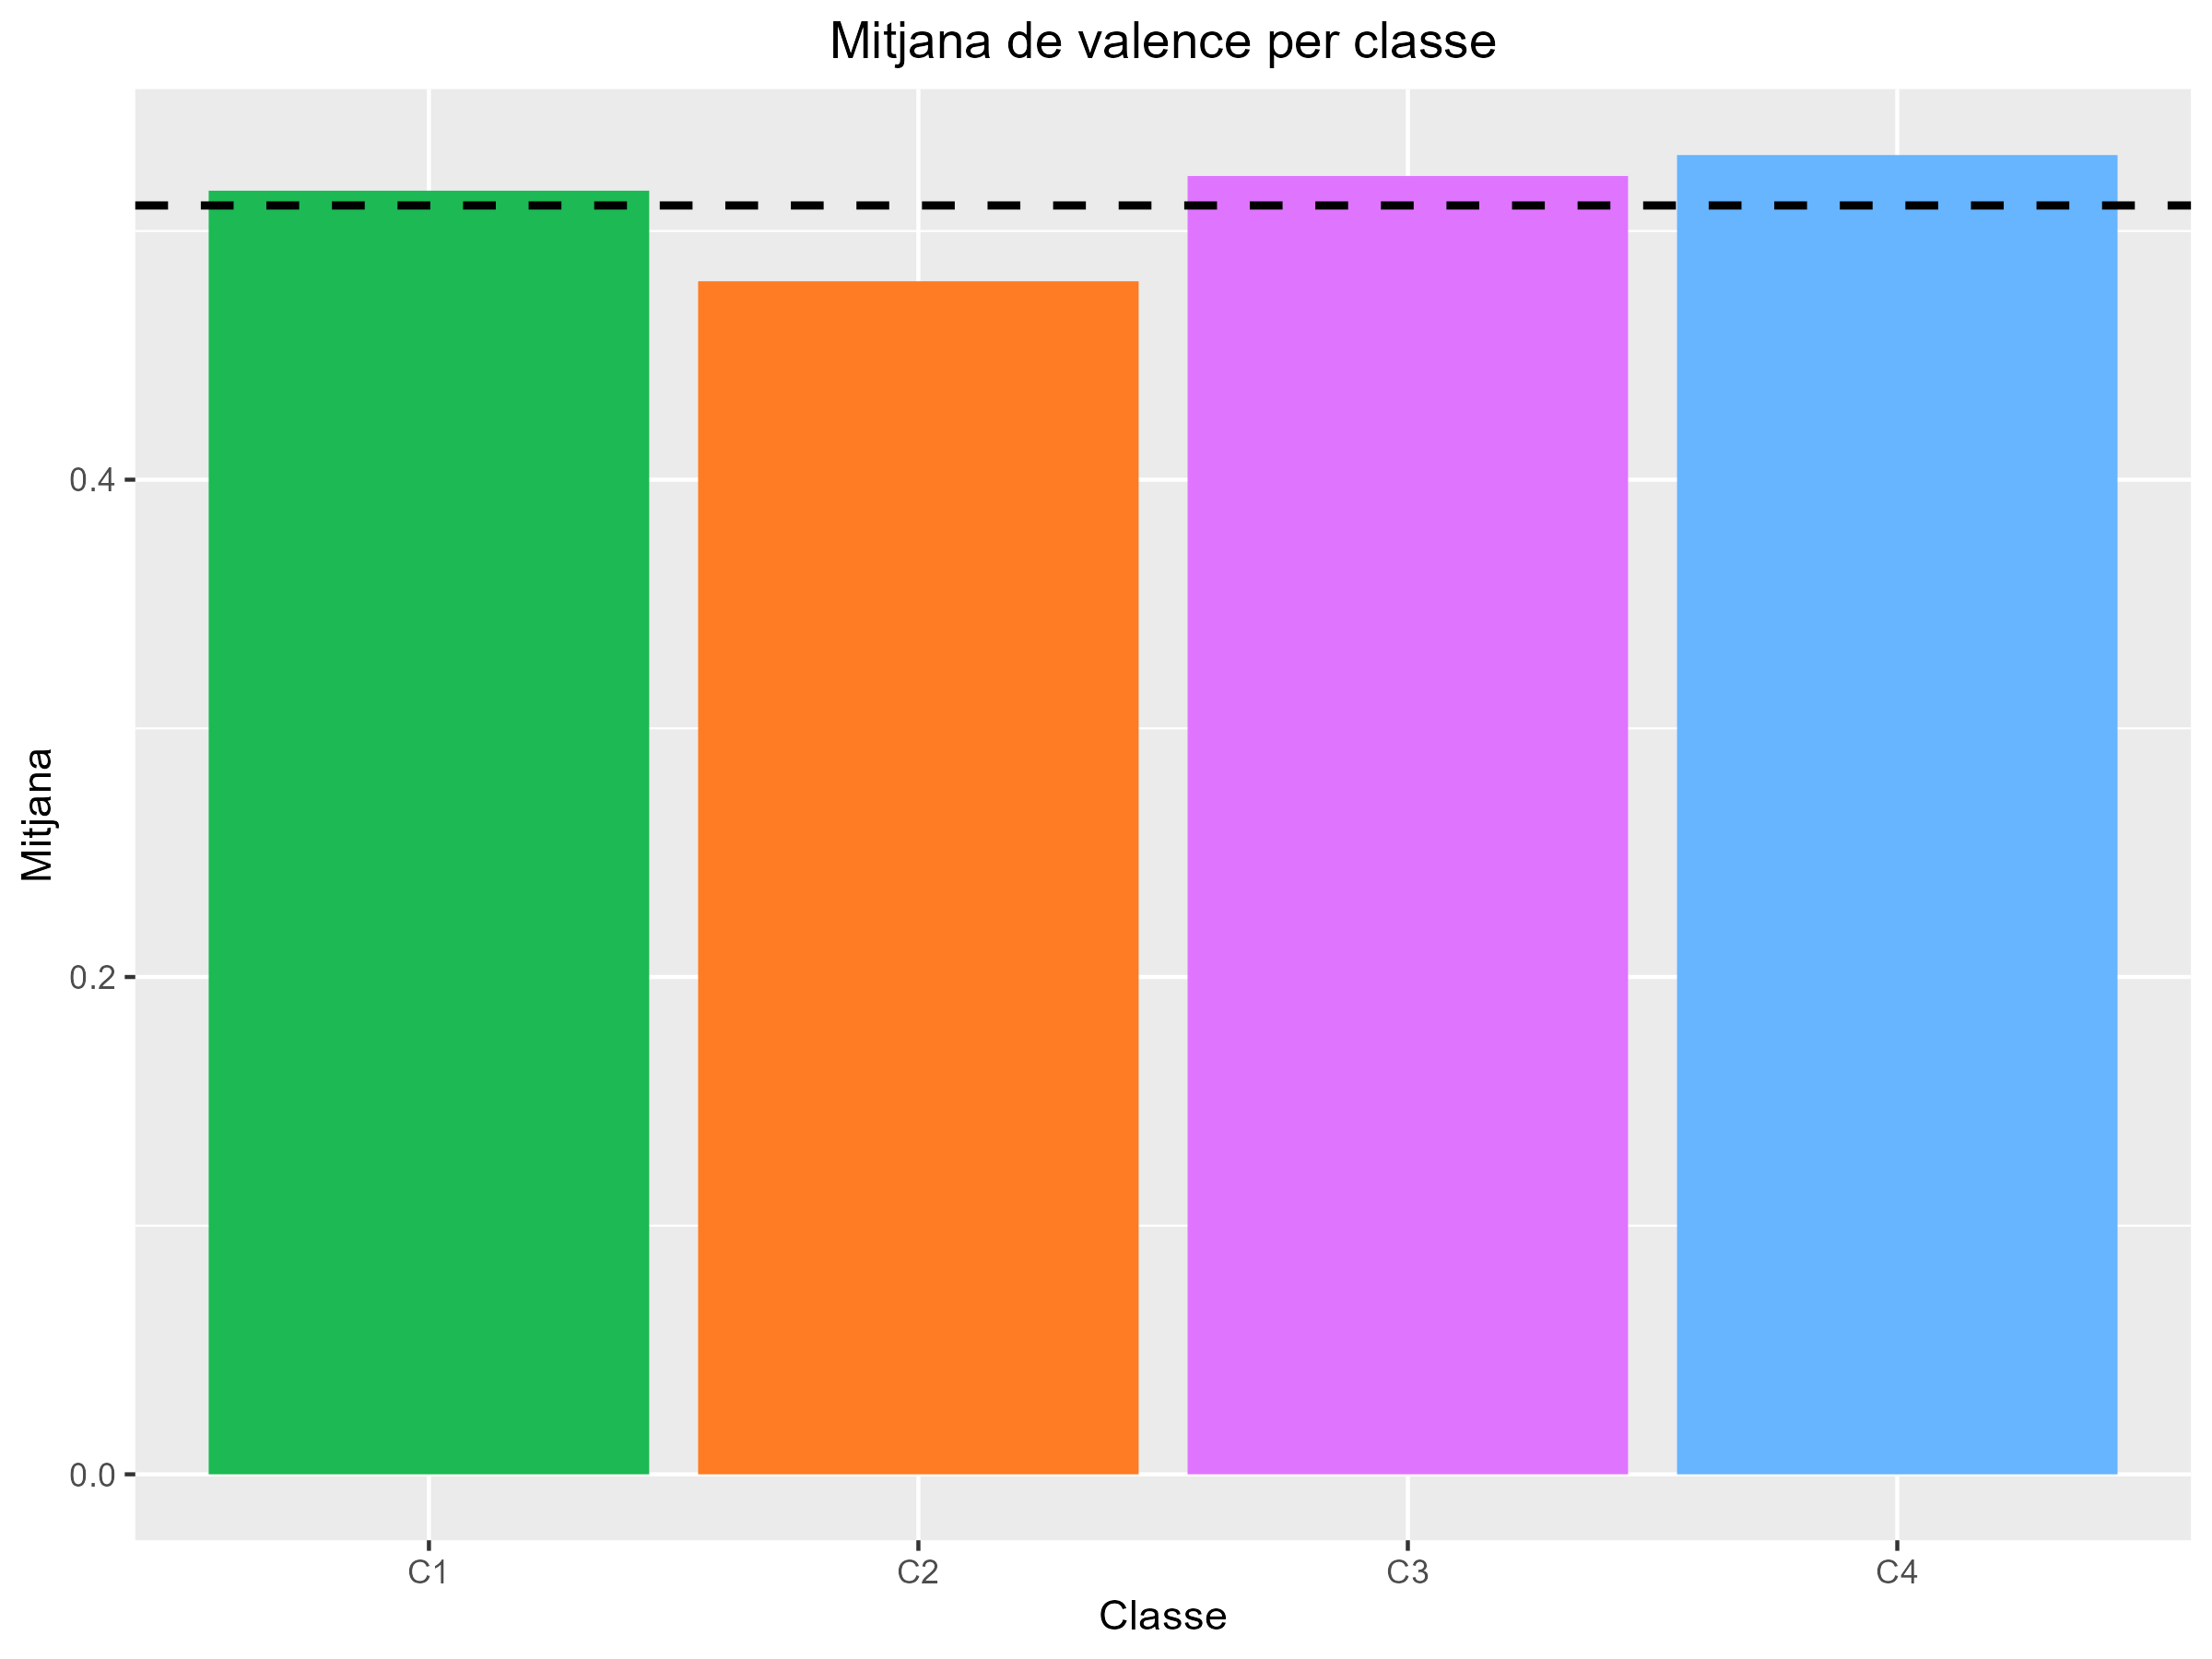 Mitjana de valence per classe
Mitjana
0.4
0.2
0.0
C1 C2 C3 C4
Classe